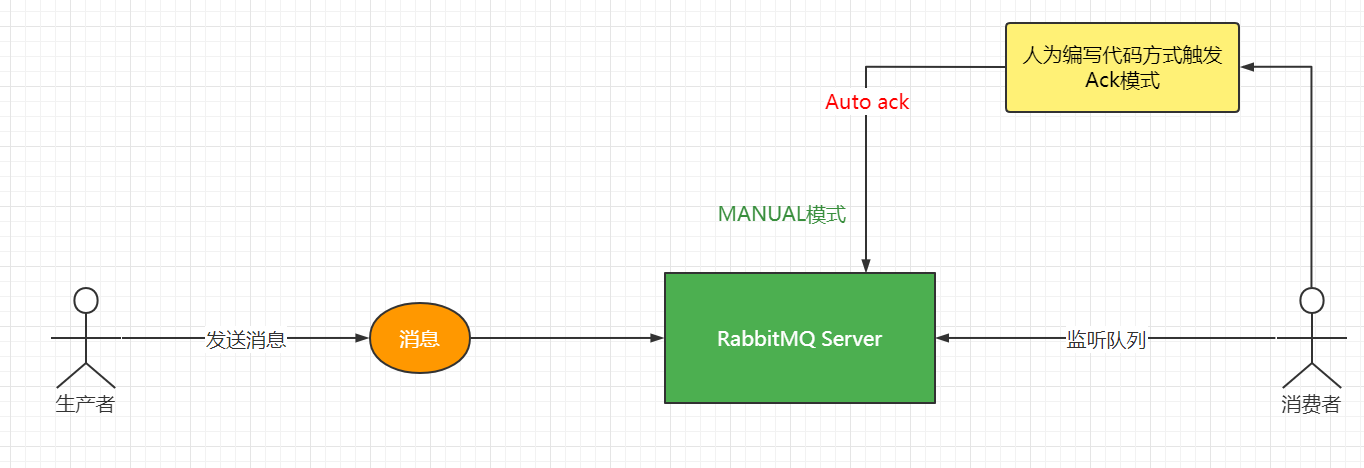 人为编写代码方式触发
Ack模式
Auto ack
MANUAL模式
发送消息
消息
RabbitMQ Server
监听队列
生产者
消费者